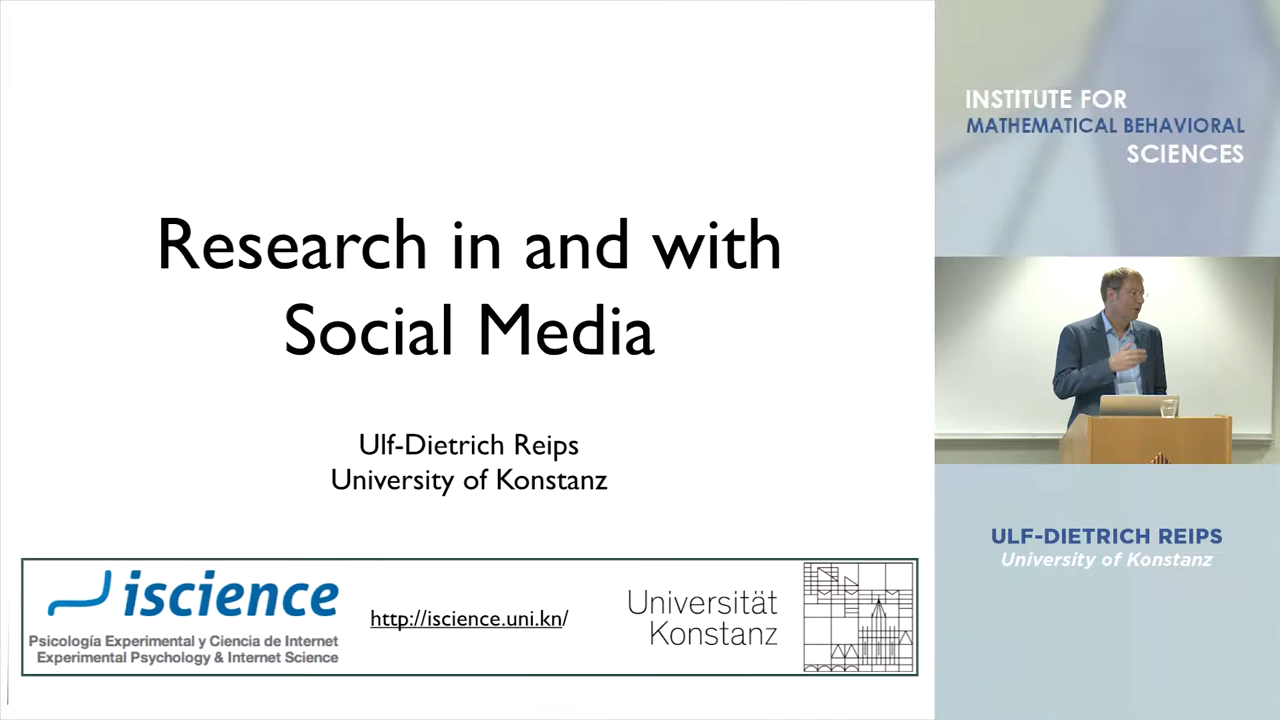 Research in and with
Social Media
Ulf-Dietrich Reips
University of Konstanz
iscience
Psicología Experimental y Ciencia de Internet
Experimental Psychology & Internet Science
http://iscience.uni.kn/
Universität
Konstanz
INSTITUTE FOR
MATHEMATICAL BEHAVIORAL
SCIENCES
ULF-DIETRICH REIPS
University of Konstanz